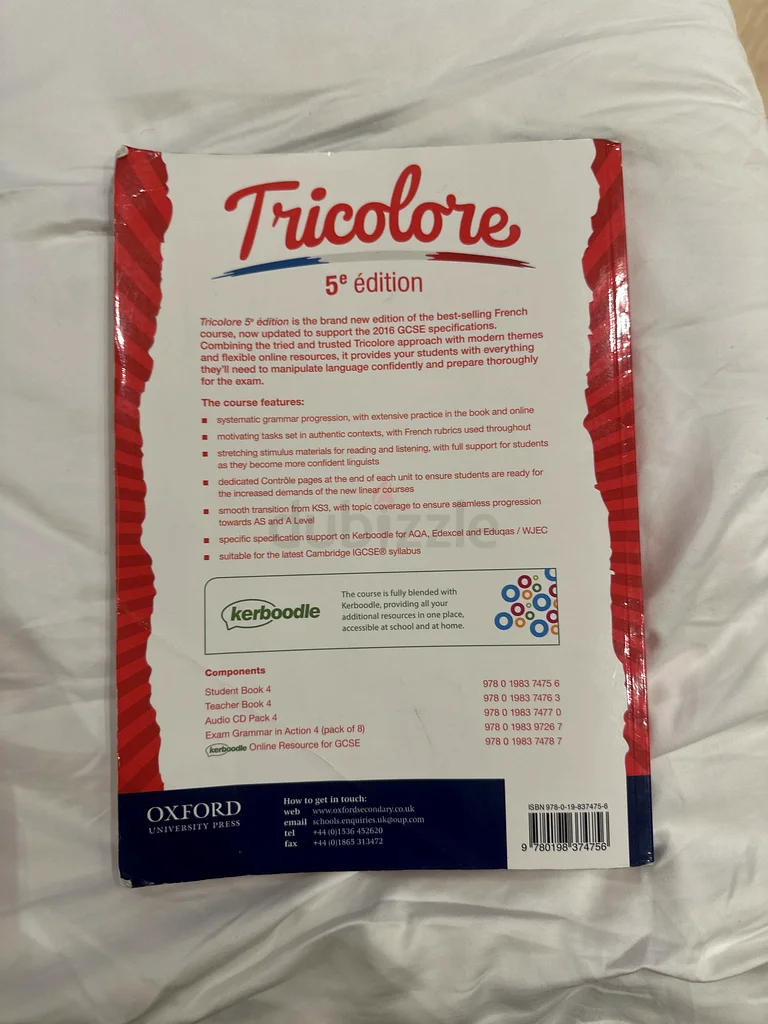 Tricolore
5e édition
Tricolore 5e édition is the brand new edition of the best-selling French
course, now updated to support the 2016 GCSE specifications.
Combining the tried and trusted Tricolore approach with modern themes
and flexible online resources, it provides your students with everything
they'll need to manipulate language confidently and prepare thoroughly
for the exam.
The course features:
systematic grammar progression, with extensive practice in the book and online
motivating tasks set in authentic contexts, with French rubrics used throughout
stretching stimulus materials for reading and listening, with full support for students
as they become more confident linguists
dedicated Contrôle pages at the end of each unit to ensure students are ready for
the increased demands of the new linear courses
smooth transition from KS3, with topic coverage to ensure seamless progression
towards AS and A Level
specific specification support on Kerboodle for AQA, Edexcel and Eduqas / WJEC
suitable for the latest Cambridge IGCSE® syllabus
dubizzle
kerboodle
The course is fully blended with
Kerboodle, providing all your
additional resources in one place,
accessible at school and at home.
Components
Student Book 4 978 0 1983 7475 6
Teacher Book 4 978 0 1983 7476 3
Audio CD Pack 4 978 0 1983 7477 0
Exam Grammar in Action 4 (pack of 8) 978 0 1983 9726 7
kerboodle Online Resource for GCSE 978 0 1983 7478 7
OXFORD
UNIVERSITY PRESS
How to get in touch:
web www.oxfordsecondary.co.uk
email schools.enquiries.uk@oup.com
tel +44 (0)1536 452620
fax +44 (0)1865 313472
ISBN 978-0-19-837475-6
9 780198 374756